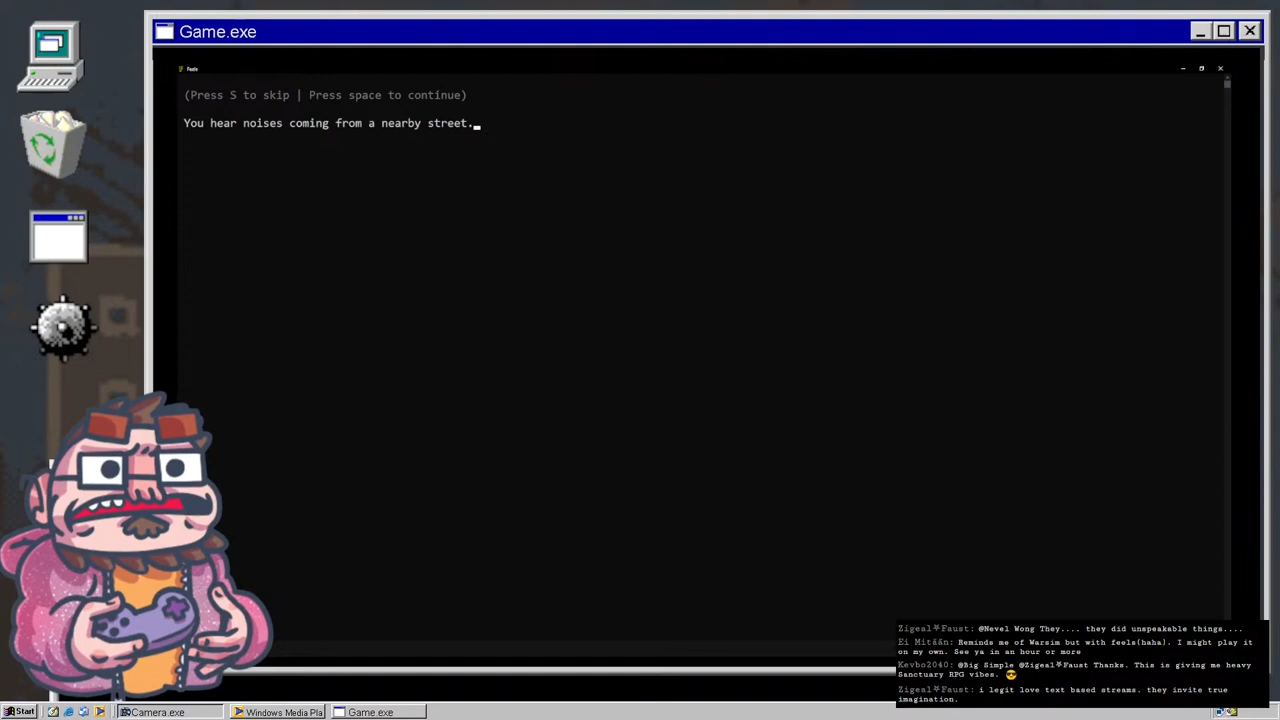 Game.exe
Feels
(Press S to skip | Press space to continue)
You hear noises coming from a nearby street.
Zigeal⛧Faust: @Nevel Wong They.... they did unspeakable things....
Ei Mitään: Reminds me of Warsim but with feels(haha). I might play it
on my own. See ya in an hour or more
Kevbo2040: @Big Simple @Zigeal⛧Faust Thanks. This is giving me heavy
Sanctuary RPG vibes. 😎
Zigeal⛧Faust: i legit love text based streams. they invite true
imagination.
Start
Camera.exe
Windows Media Pla
Game.exe